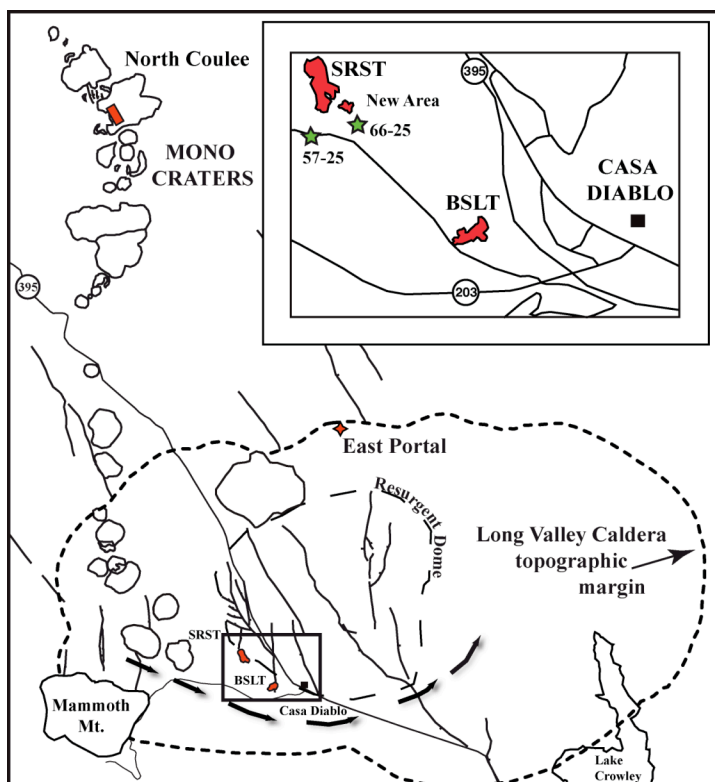 North Coulee
MONO
CRATERS
395
SRST
New Area
66-25
57-25
395
CASA
DIABLO
BSLT
203
East Portal
Resurgent Dome
Long Valley Caldera
topographic
margin
SRST
BSLT
Casa Diablo
Mammoth
Mt.
Lake
Crowley